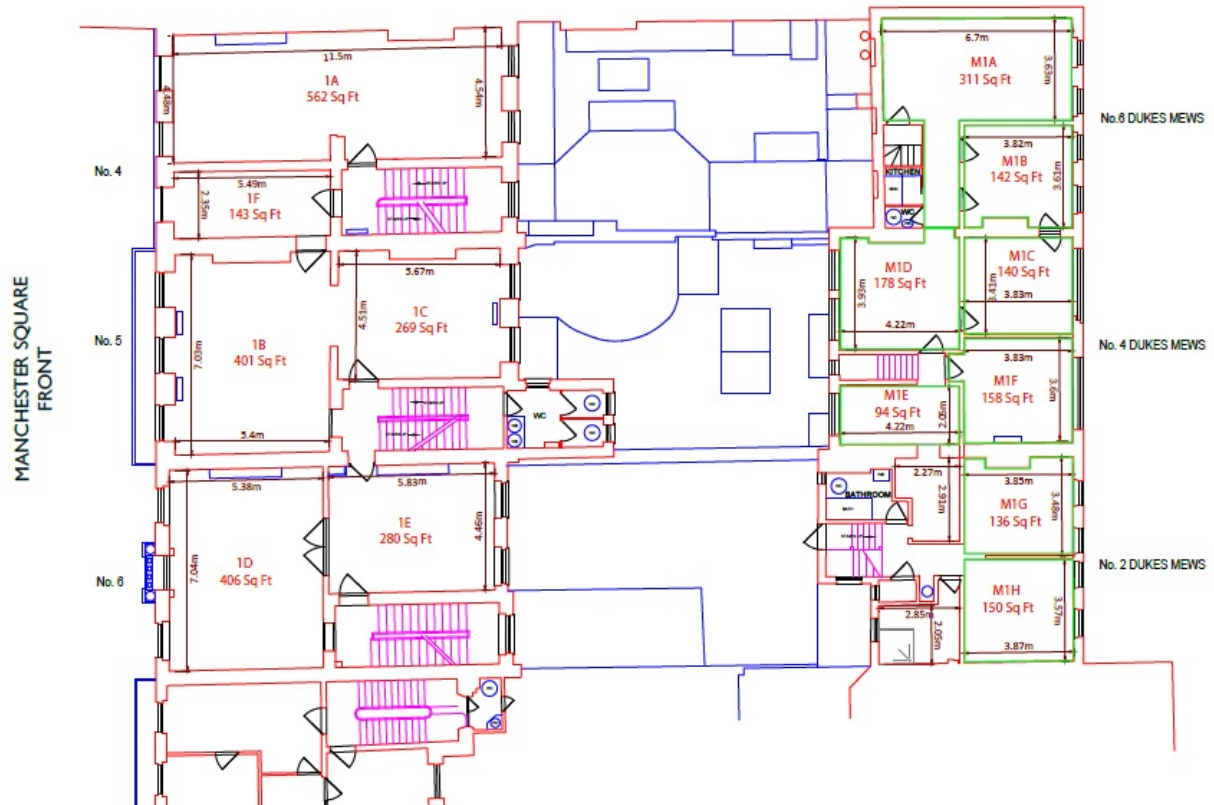 11.5m
1A
562 Sq Ft
4.48m
4.54m
No. 4
5.49m
1F
143 Sq Ft
2.35m
MANCHESTER SQUARE
FRONT
No. 5
1B
401 Sq Ft
7.03m
5.4m
5.67m
1C
269 Sq Ft
4.51m
WC
No. 6
5.38m
1D
406 Sq Ft
7.04m
5.83m
1E
280 Sq Ft
4.46m
6.7m
M1A
311 Sq Ft
3.63m
No.6 DUKES MEWS
3.82m
M1B
142 Sq Ft
3.61m
KITCHEN
WC
M1D
178 Sq Ft
3.93m
4.22m
M1C
140 Sq Ft
3.41m
3.83m
No. 4 DUKES MEWS
3.83m
M1F
158 Sq Ft
3.6m
M1E
94 Sq Ft
4.22m
2.05m
BATHROOM
2.27m
2.91m
3.85m
M1G
136 Sq Ft
3.48m
No. 2 DUKES MEWS
M1H
150 Sq Ft
3.57m
3.87m
2.85m
2.05m